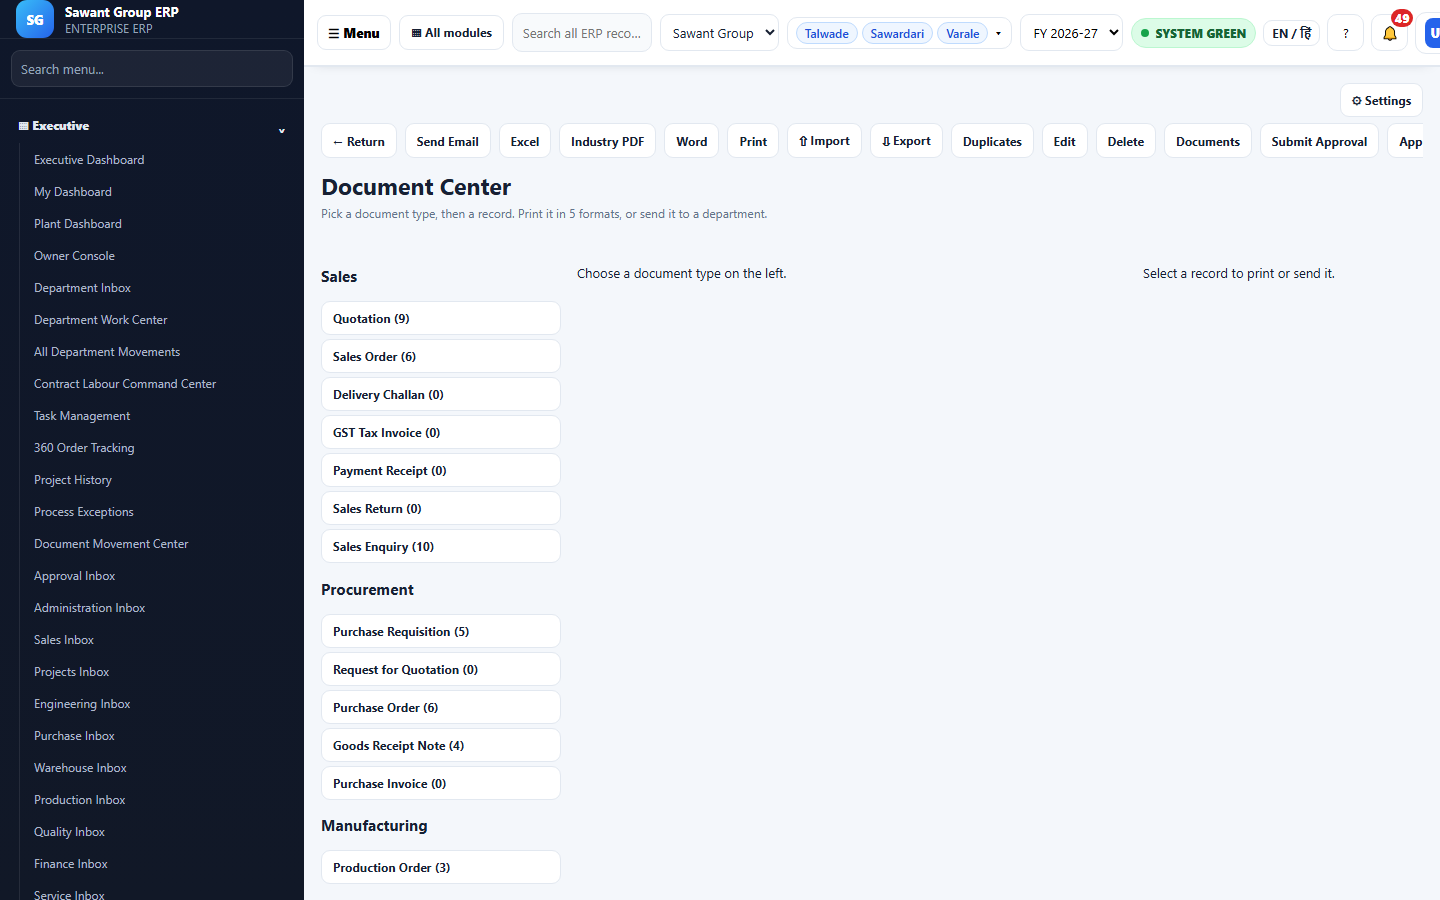 SG
Sawant Group ERP
ENTERPRISE ERP
Search menu...
Executive
Executive Dashboard
My Dashboard
Plant Dashboard
Owner Console
Department Inbox
Department Work Center
All Department Movements
Contract Labour Command Center
Task Management
360 Order Tracking
Project History
Process Exceptions
Document Movement Center
Approval Inbox
Administration Inbox
Sales Inbox
Projects Inbox
Engineering Inbox
Purchase Inbox
Warehouse Inbox
Production Inbox
Quality Inbox
Finance Inbox
Service Inbox
☰ Menu
All modules
Search all ERP reco...
Sawant Group
Talwade
Sawardari
Varale
FY 2026-27
SYSTEM GREEN
EN / हिं
?
49
U
⚙ Settings
← Return
Send Email
Excel
Industry PDF
Word
Print
⇧ Import
⇩ Export
Duplicates
Edit
Delete
Documents
Submit Approval
App
Document Center
Pick a document type, then a record. Print it in 5 formats, or send it to a department.
Sales
Quotation (9)
Sales Order (6)
Delivery Challan (0)
GST Tax Invoice (0)
Payment Receipt (0)
Sales Return (0)
Sales Enquiry (10)
Procurement
Purchase Requisition (5)
Request for Quotation (0)
Purchase Order (6)
Goods Receipt Note (4)
Purchase Invoice (0)
Manufacturing
Production Order (3)
Choose a document type on the left.
Select a record to print or send it.